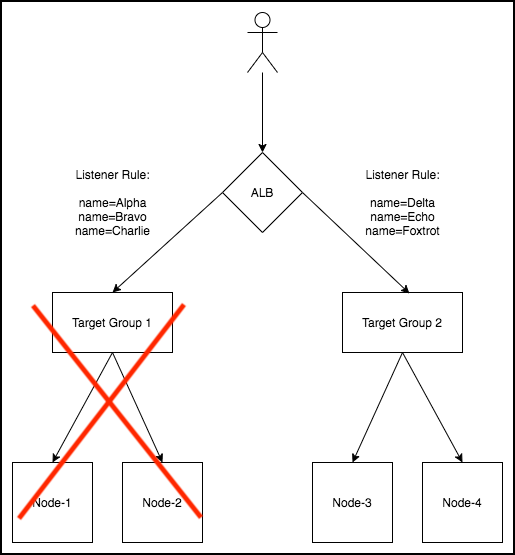 ALB
Listener Rule:
name=Alpha
name=Bravo
name=Charlie
Listener Rule:
name=Delta
name=Echo
name=Foxtrot
Target Group 1
Target Group 2
Node-1
Node-2
Node-3
Node-4